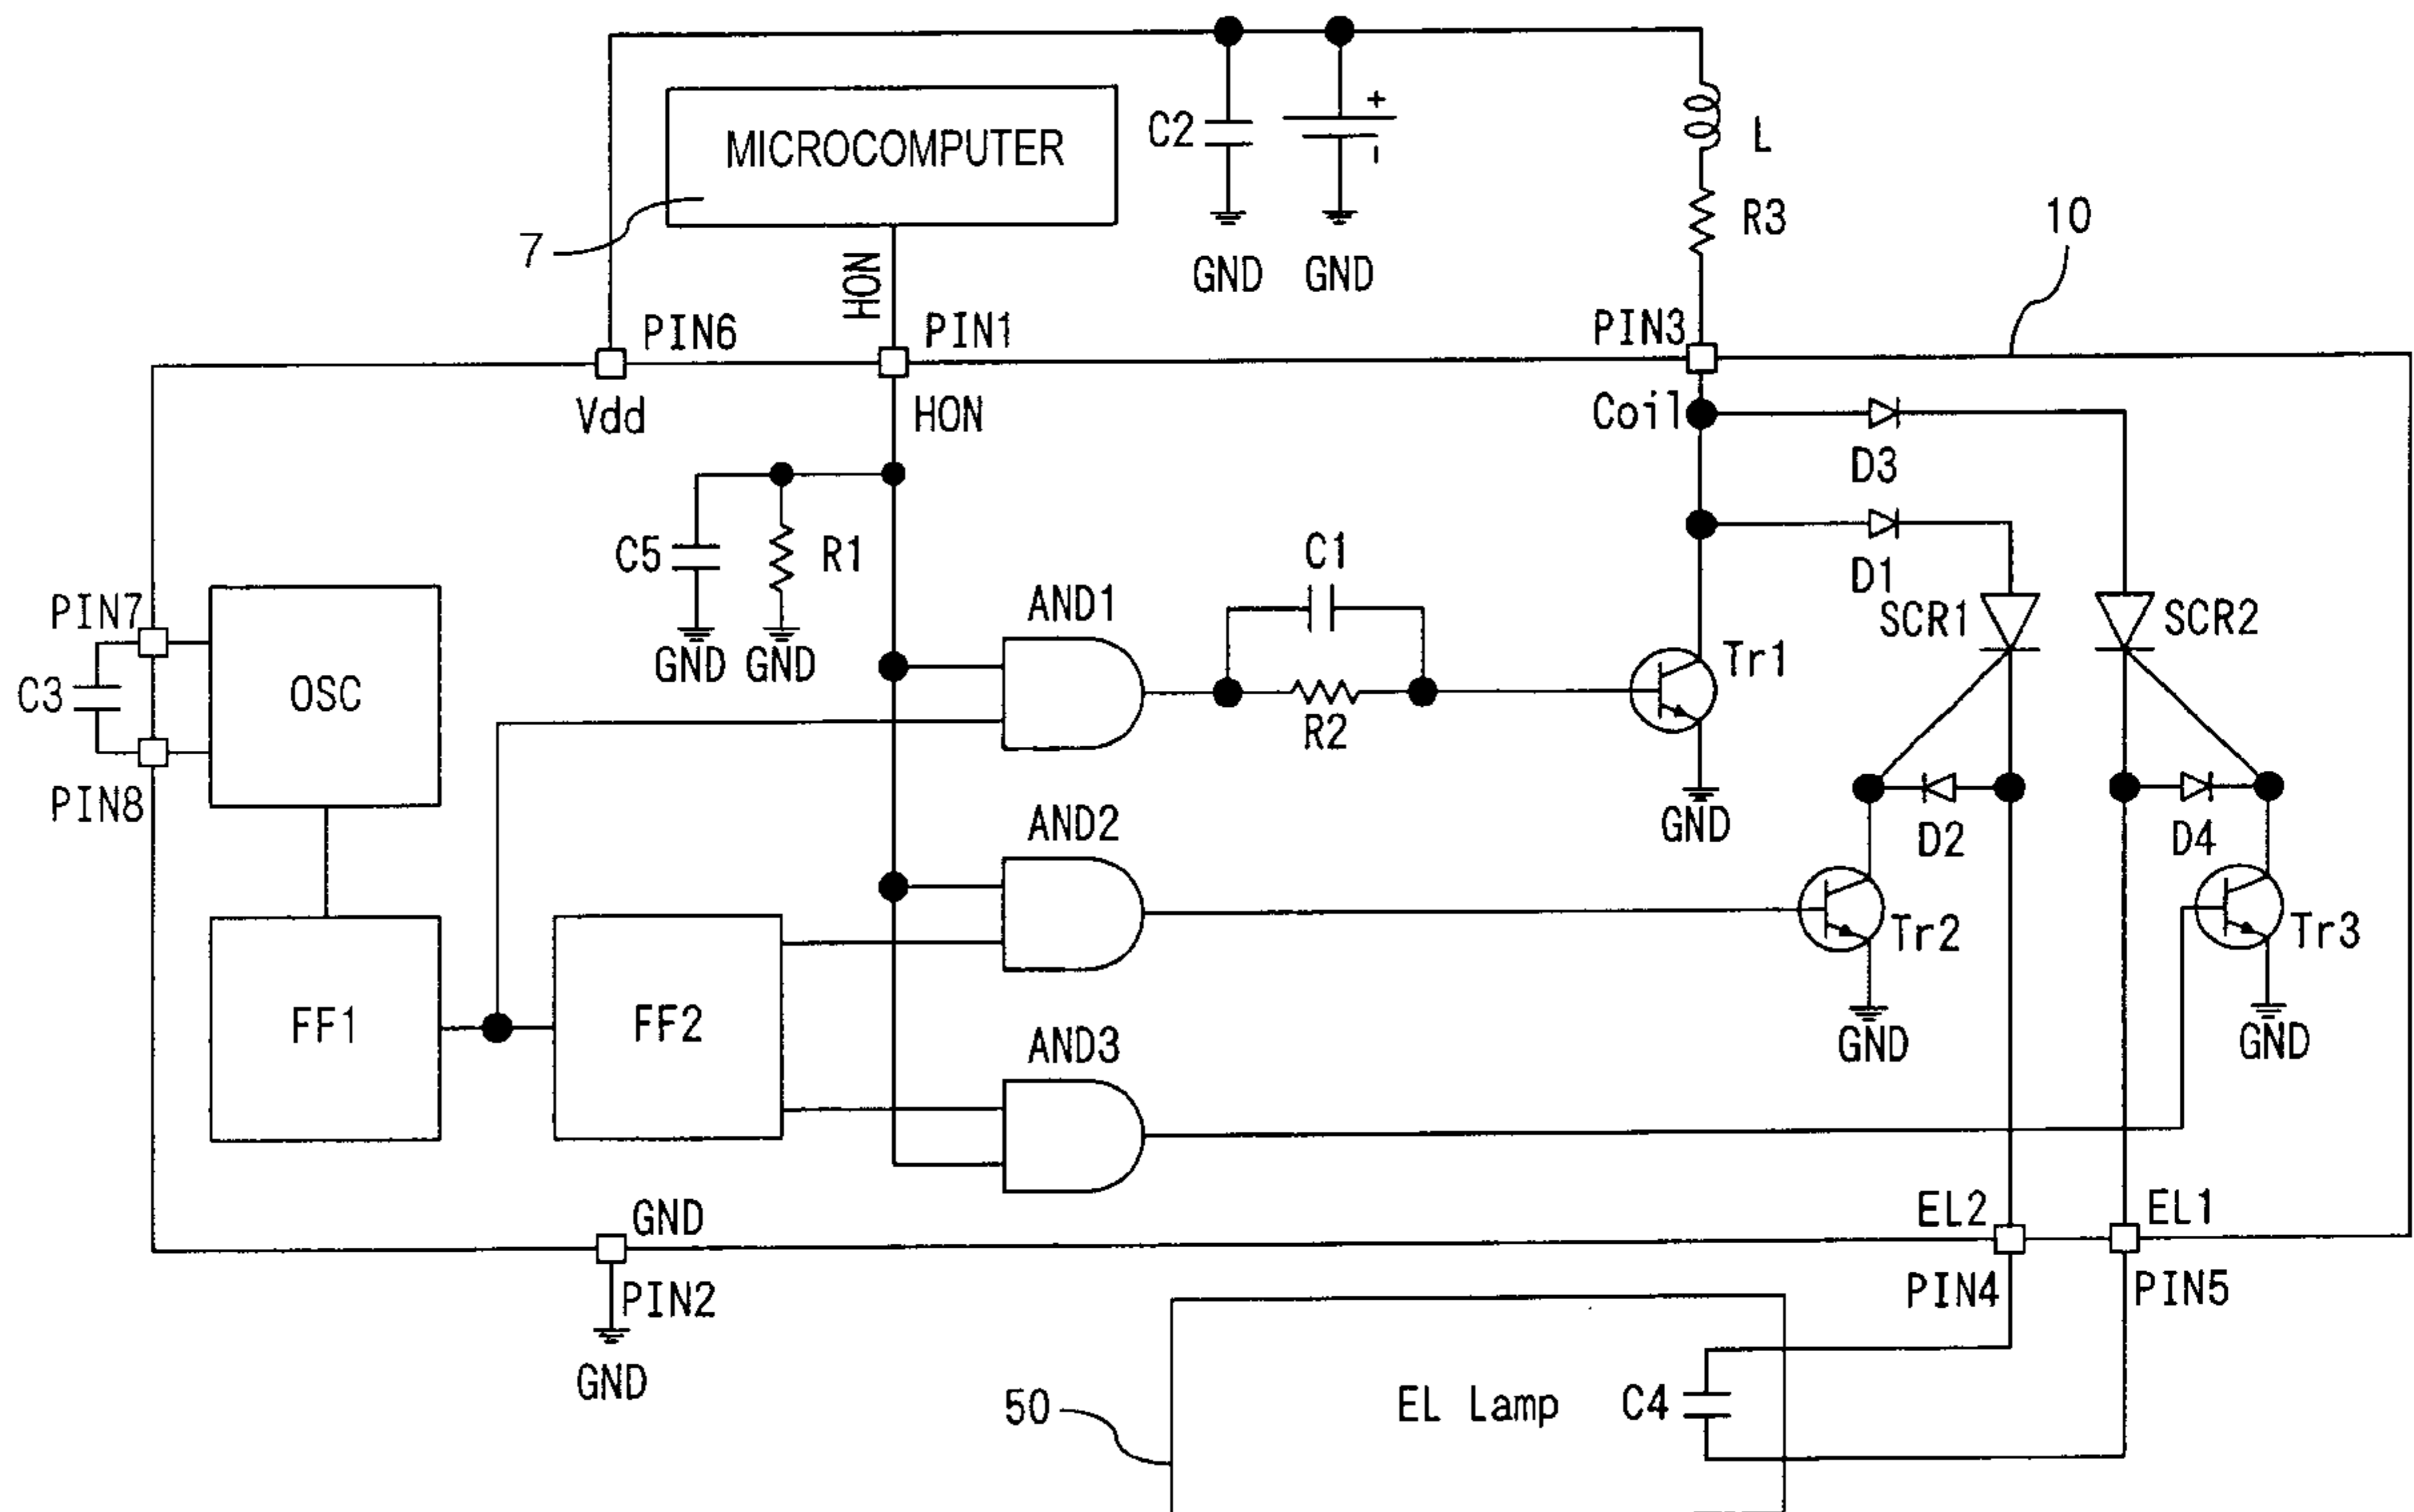 MICROCOMPUTER
C2
+
-
L
R3
GND
GND
7
10
HON
PIN6
PIN1
PIN3
Vdd
HON
Coil
D3
C5
R1
C1
D1
GND
GND
AND1
SCR1
SCR2
PIN7
C3
OSC
R2
Tr1
PIN8
GND
AND2
D2
D4
Tr2
Tr3
FF1
FF2
AND3
GND
GND
GND
EL2
EL1
PIN2
PIN4
PIN5
GND
50
EL Lamp
C4